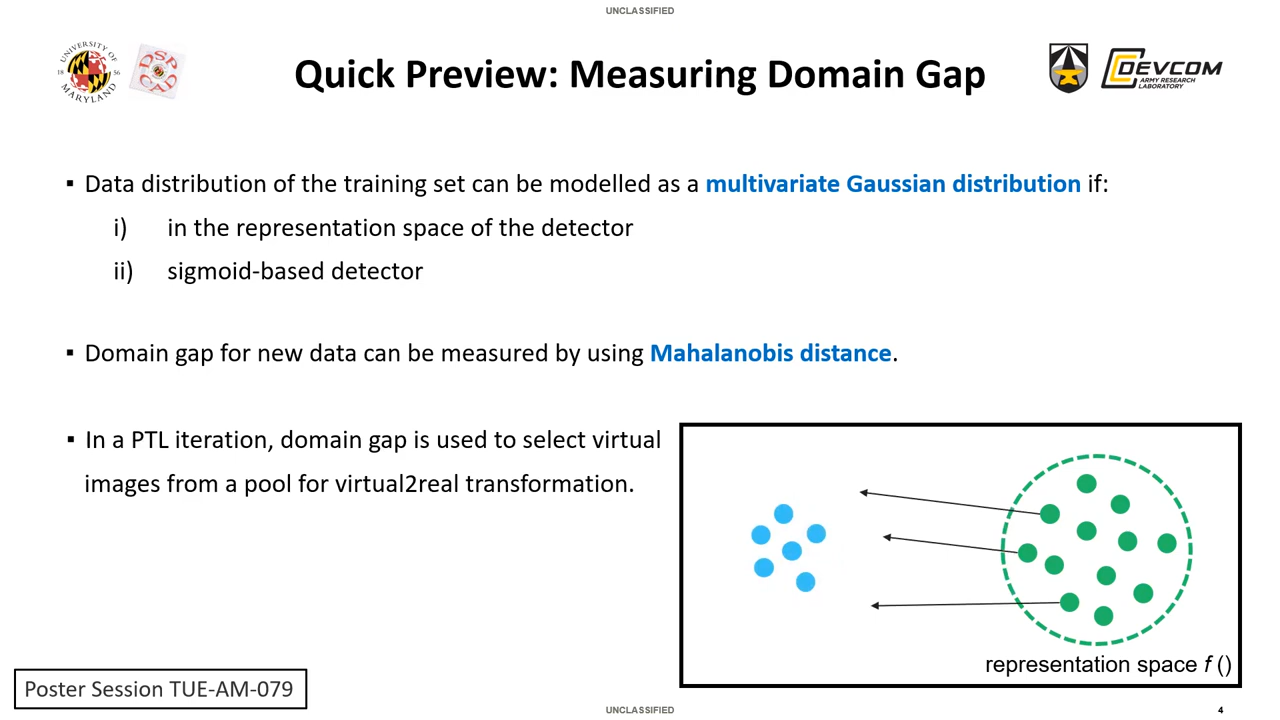 UNCLASSIFIED
UNIVERSITY OF
18 56
MARYLAND
DSP
CAD
Quick Preview: Measuring Domain Gap
DEVCOM
ARMY RESEARCH
LABORATORY
▪ Data distribution of the training set can be modelled as a multivariate Gaussian distribution if:
i) in the representation space of the detector
ii) sigmoid-based detector
▪ Domain gap for new data can be measured by using Mahalanobis distance.
▪ In a PTL iteration, domain gap is used to select virtual
images from a pool for virtual2real transformation.
representation space f ()
Poster Session TUE-AM-079
UNCLASSIFIED
4